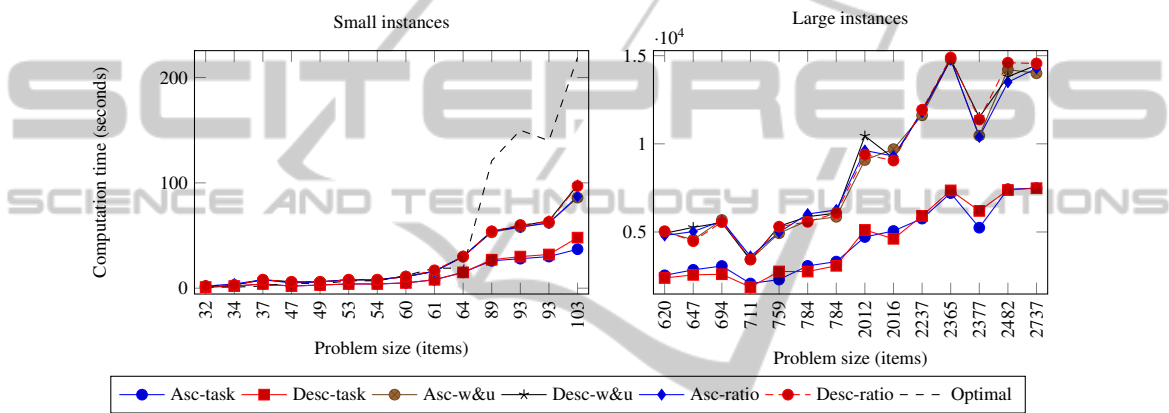 Small instances
Large instances
SCITEPRESS
SCIENCE AND TECHNOLOGY PUBLICATIONS
Computation time (seconds)
200
100
0
32 34 37 47 49 53 54 60 61 64 89 93 93 103
Problem size (items)
·10⁴
1.5
1
0.5
620 647 694 711 759 784 784 2012 2016 2237 2365 2377 2482 2737
Problem size (items)
Asc-task Desc-task Asc-w&u Desc-w&u Asc-ratio Desc-ratio Optimal